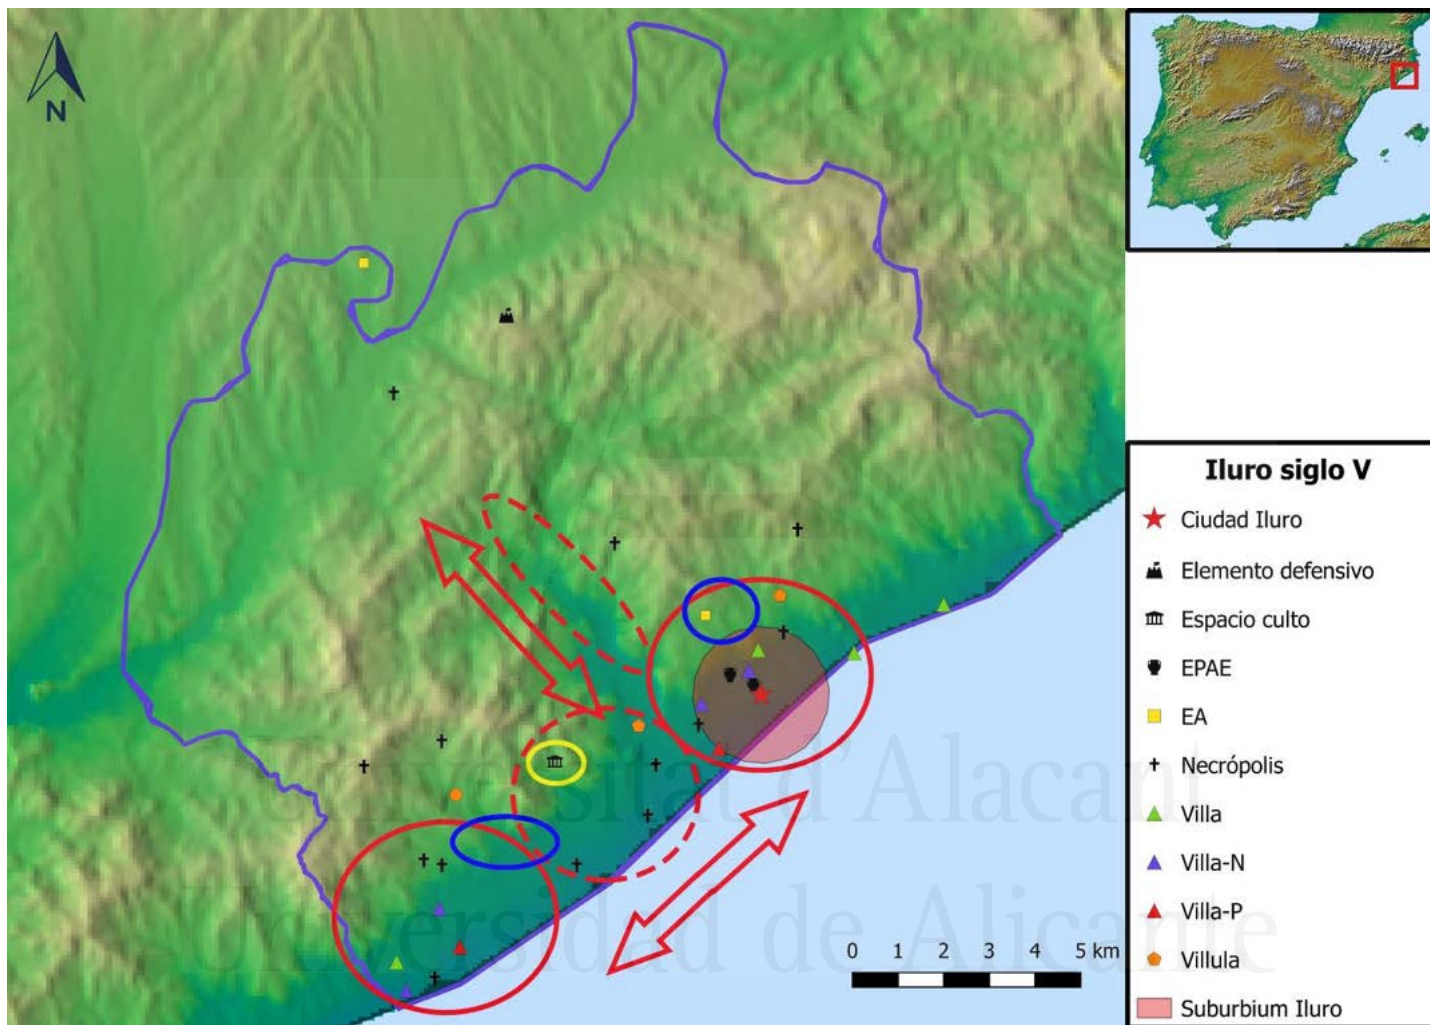 N
Universitat d'Alacant
Universidad de Alicante
0 1 2 3 4 5 km
Iluro siglo V
Ciudad Iluro
Elemento defensivo
Espacio culto
EPAE
EA
Necrópolis
Villa
Villa-N
Villa-P
Villula
Suburbium Iluro